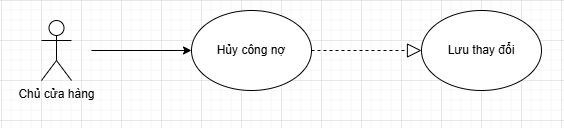 Hủy công nợ
Lưu thay đổi
Chủ cửa hàng